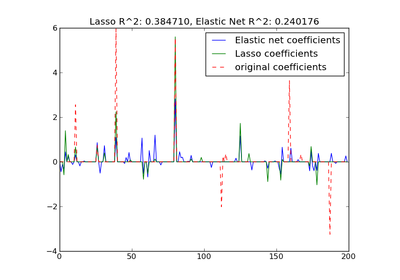 Lasso R^2: 0.384710, Elastic Net R^2: 0.240176
6
4
2
0
−2
−4
0
50
100
150
200
Elastic net coefficients
Lasso coefficients
original coefficients